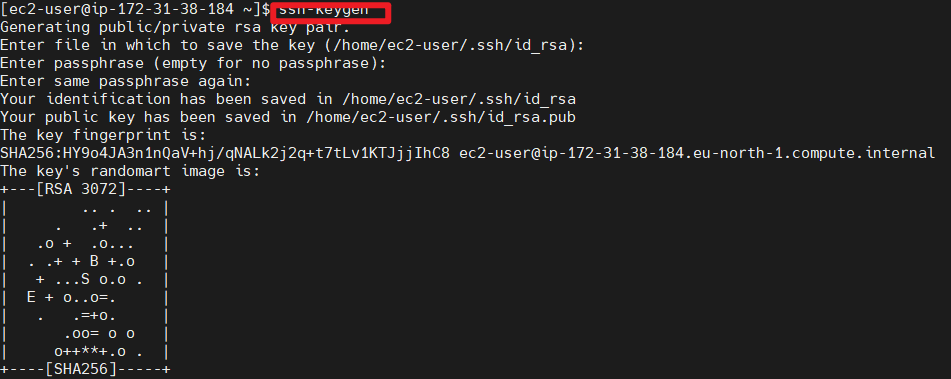 [ec2-user@ip-172-31-38-184 ~]$ ssh-keygen
Generating public/private rsa key pair.
Enter file in which to save the key (/home/ec2-user/.ssh/id_rsa):
Enter passphrase (empty for no passphrase):
Enter same passphrase again:
Your identification has been saved in /home/ec2-user/.ssh/id_rsa
Your public key has been saved in /home/ec2-user/.ssh/id_rsa.pub
The key fingerprint is:
SHA256:HY9o4JA3n1nQaV+hj/qNALk2j2q+t7tLv1KTJjjIhC8 ec2-user@ip-172-31-38-184.eu-north-1.compute.internal
The key's randomart image is:
+---[RSA 3072]----+
|        .. .  .. |
|     .   .+  ..  |
|   .o +  .o...   |
|  . .+ + B +.o   |
|   + ...S o.o .  |
|  E + o..o=.     |
|   .   .=+o.     |
|      .oo= o o   |
|     o++**+.o .  |
+----[SHA256]-----+